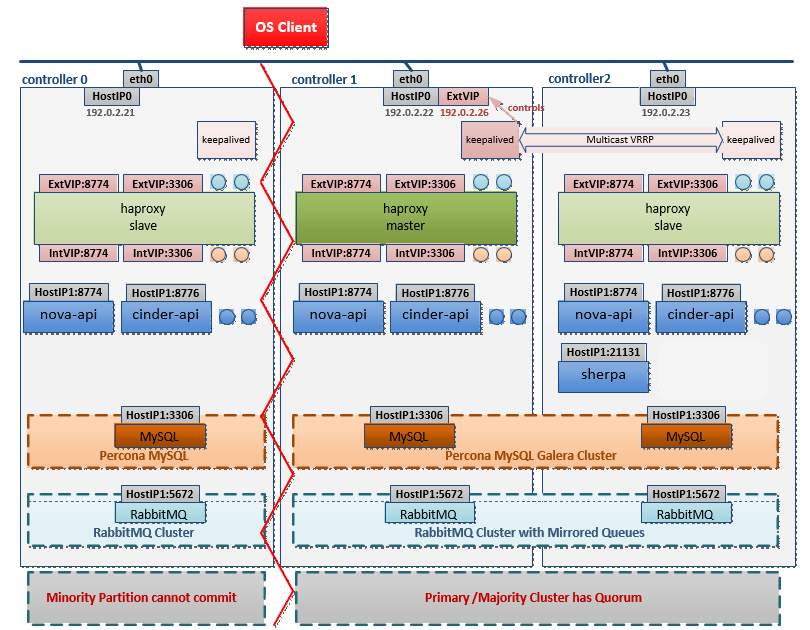 OS Client
controller 0
eth0
controller 1
eth0
controller2
eth0
HostIP0
HostIP0
ExtVIP
HostIP0
192.0.2.21
192.0.2.22
192.0.2.26
controls
192.0.2.23
keepalived
keepalived
Multicast VRRP
keepalived
ExtVIP:8774
ExtVIP:3306
ExtVIP:8774
ExtVIP:3306
ExtVIP:8774
ExtVIP:3306
haproxy
slave
haproxy
master
haproxy
slave
IntVIP:8774
IntVIP:3306
IntVIP:8774
IntVIP:3306
IntVIP:8774
IntVIP:3306
HostIP1:8774
HostIP1:8776
HostIP1:8774
HostIP1:8776
HostIP1:8774
HostIP1:8776
nova-api
cinder-api
nova-api
cinder-api
nova-api
cinder-api
HostIP1:21131
sherpa
HostIP1:3306
HostIP1:3306
HostIP1:3306
MySQL
MySQL
MySQL
Percona MySQL
Percona MySQL Galera Cluster
HostIP1:5672
HostIP1:5672
HostIP1:5672
RabbitMQ
RabbitMQ
RabbitMQ
RabbitMQ Cluster
RabbitMQ Cluster with Mirrored Queues
Minority Partition cannot commit
Primary /Majority Cluster has Quorum